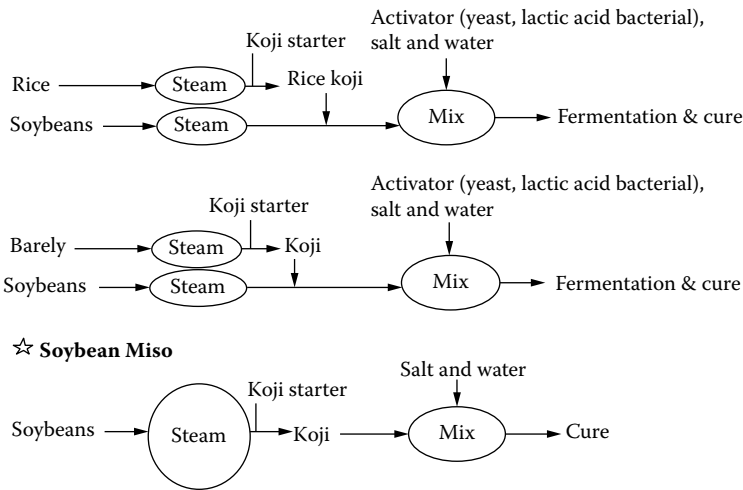 Activator (yeast, lactic acid bacterial),
salt and water
Koji starter
Rice
Steam
Rice koji
Soybeans
Steam
Mix
Fermentation & cure
Activator (yeast, lactic acid bacterial),
salt and water
Koji starter
Barely
Steam
Koji
Soybeans
Steam
Mix
Fermentation & cure
☆ Soybean Miso
Salt and water
Koji starter
Soybeans
Steam
Koji
Mix
Cure